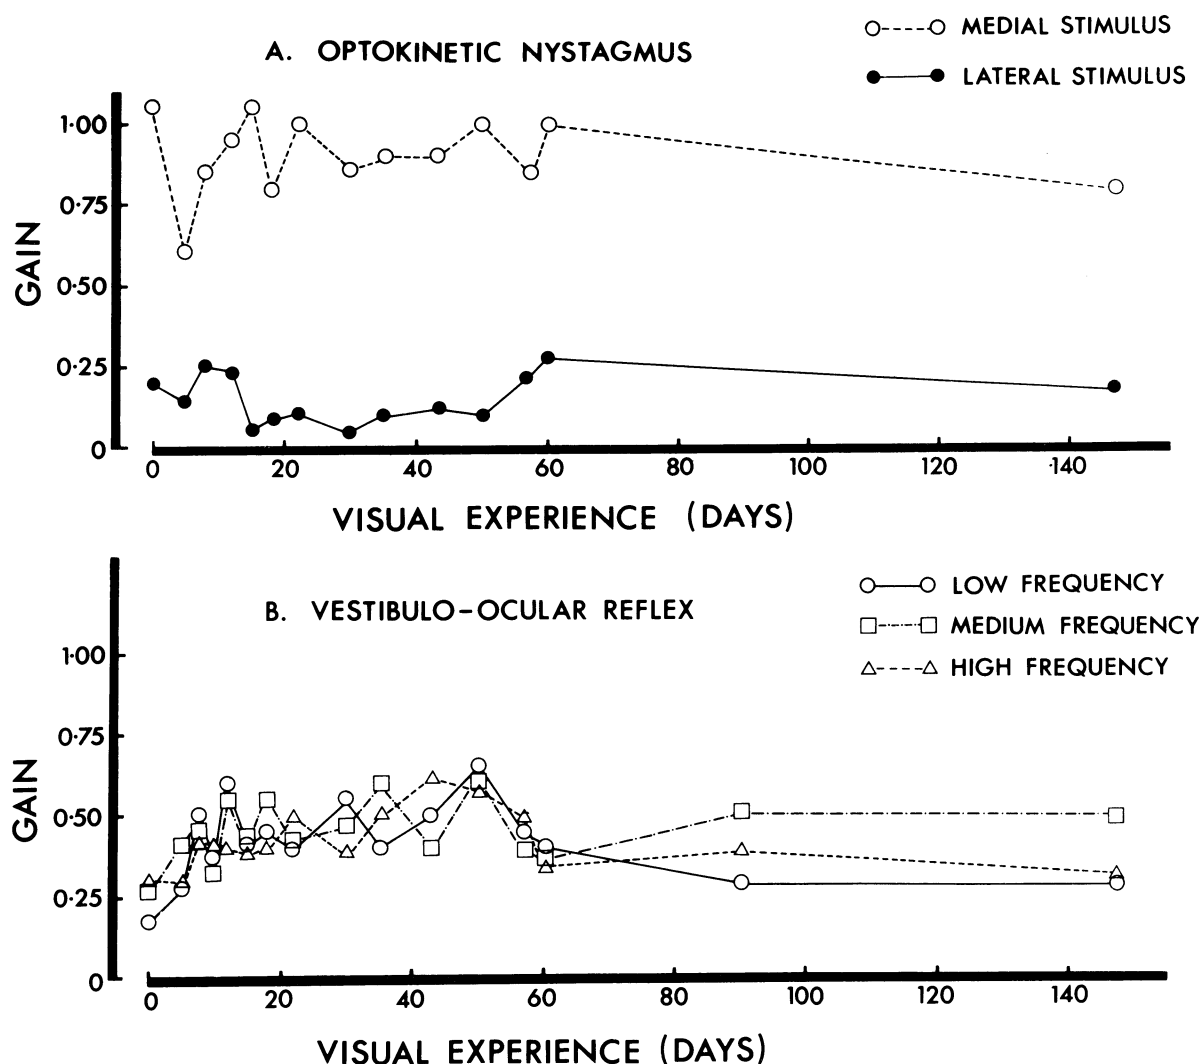 A. OPTOKINETIC NYSTAGMUS
MEDIAL STIMULUS
LATERAL STIMULUS
GAIN
1·00
0·75
0·50
0·25
0
0 20 40 60 80 100 120 ·140
VISUAL EXPERIENCE (DAYS)
B. VESTIBULO-OCULAR REFLEX
LOW FREQUENCY
MEDIUM FREQUENCY
HIGH FREQUENCY
GAIN
1·00
0·75
0·50
0·25
0
0 20 40 60 80 100 120 140
VISUAL EXPERIENCE (DAYS)